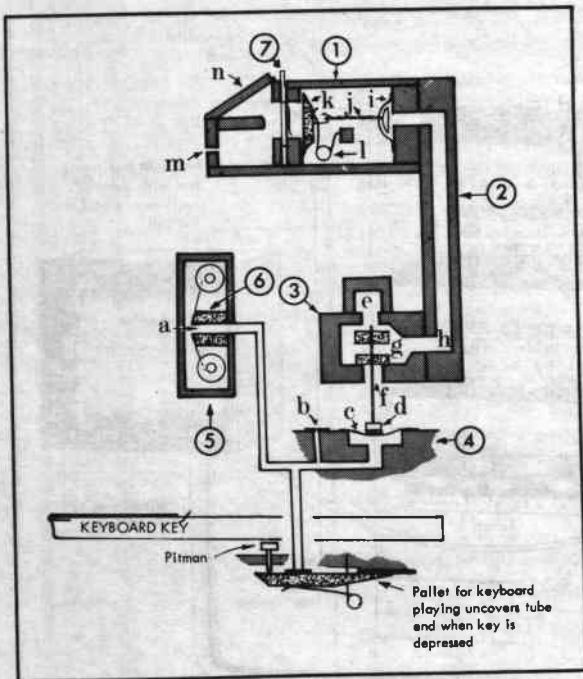 7
1
n
k
j
i
l
m
2
3
6
e
a
g
h
f
5
b
c
d
4
KEYBOARD KEY
Pitman
Pallet for keyboard
playing uncovers tube
end when key is
depressed